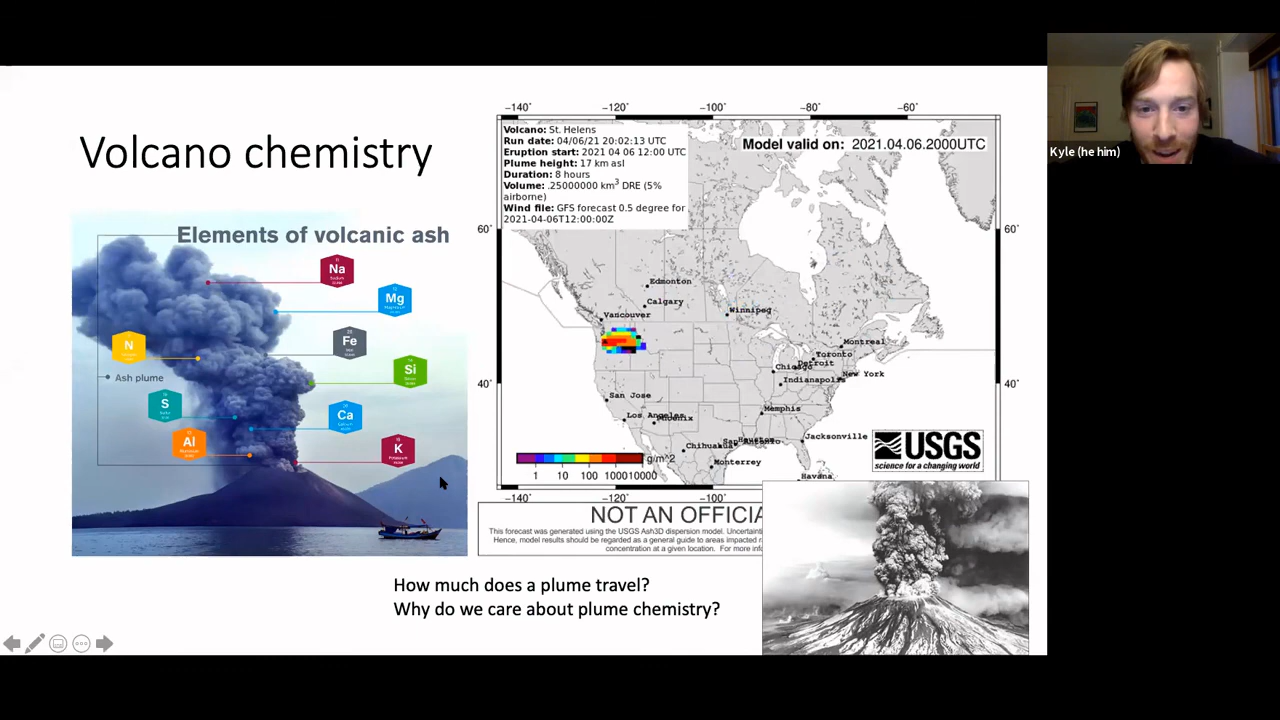 Volcano chemistry
Elements of volcanic ash
Na
Mg
N
Fe
Si
Ash plume
S
Ca
Al
K
−140˚
−120˚
−100˚
−80˚
−60˚
Volcano: St. Helens
Run date: 04/06/21 20:02:13 UTC
Eruption start: 2021 04 06 12:00 UTC
Plume height: 17 km asl
Duration: 8 hours
Volume: .25000000 km³ DRE (5%
airborne)
Wind file: GFS forecast 0.5 degree for
2021-04-06T12:00:00Z
Model valid on: 2021.04.06.2000UTC
60˚
60˚
Edmonton
Calgary
Vancouver
Winnipeg
Montreal
Toronto
Detroit
Chicago
New York
Indianapolis
40˚
40˚
San Jose
Memphis
Los Angeles
Phoenix
Jacksonville
San Antonio
Houston
Chihuahua
Monterrey
Havana
g/m^2
1 10 100 1000 10000
USGS
science for a changing world
−140˚
−120˚
−100˚
NOT AN OFFICIA
This forecast was generated using the USGS Ash3D dispersion model. Uncertaint
Hence, model results should be regarded as a general guide to areas impacted r
concentration at a given location. For more info
How much does a plume travel?
Why do we care about plume chemistry?
Kyle (he him)